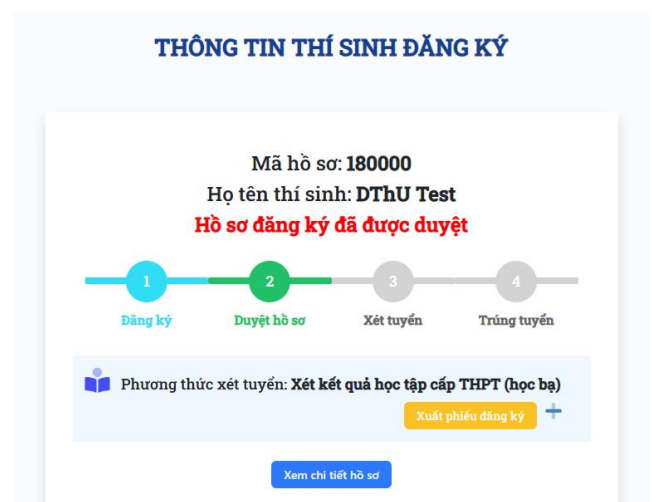 THÔNG TIN THÍ SINH ĐĂNG KÝ
Mã hồ sơ: 180000
Họ tên thí sinh: DThU Test
Hồ sơ đăng ký đã được duyệt
1 2 3 4
Đăng ký Duyệt hồ sơ Xét tuyển Trúng tuyển
Phương thức xét tuyển: Xét kết quả học tập cấp THPT (học bạ)
Xuất phiếu đăng ký
Xem chi tiết hồ sơ